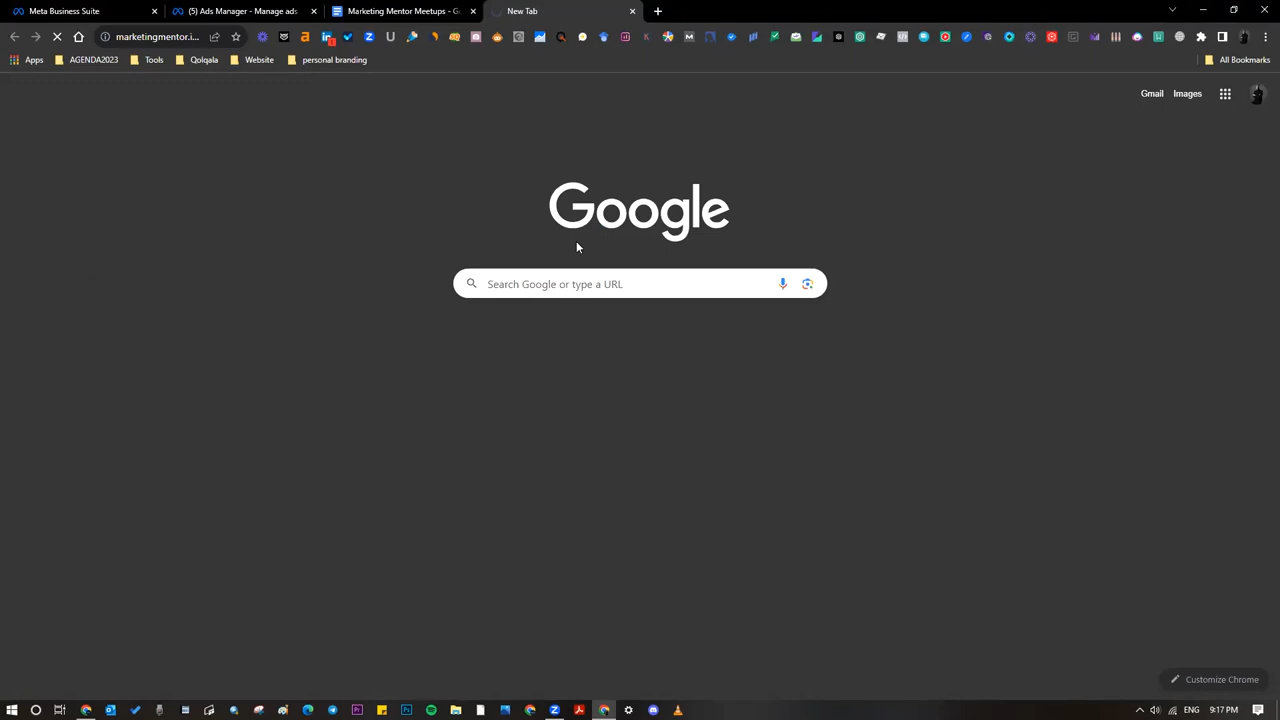 Meta Business Suite
(5) Ads Manager - Manage ads
Marketing Mentor Meetups - Go
New Tab
marketingmentor.i...
Apps
AGENDA2023
Tools
Qolqala
Website
personal branding
All Bookmarks
Gmail
Images
Google
Search Google or type a URL
Customize Chrome
ENG
9:17 PM